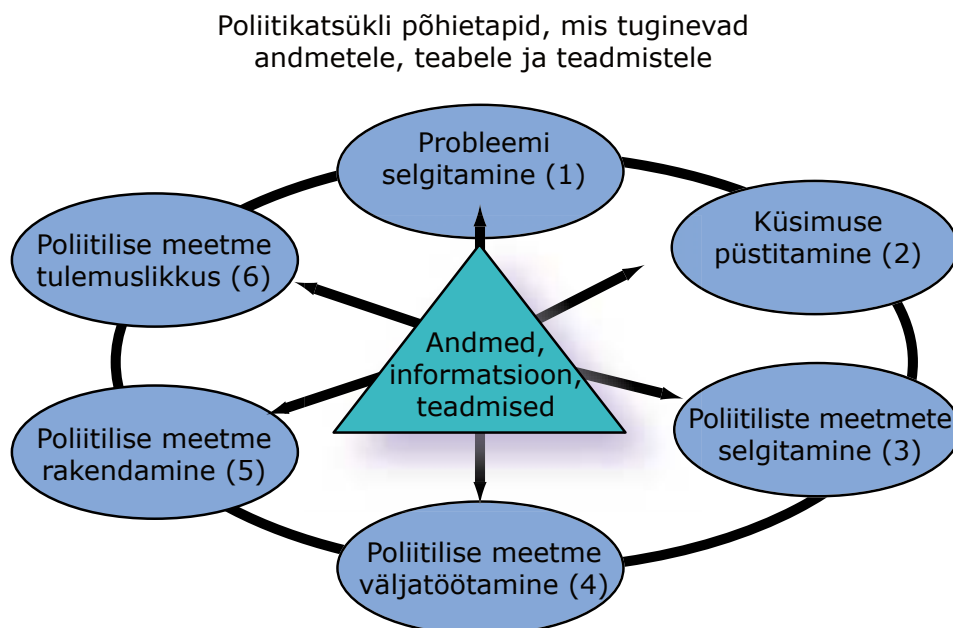 Poliitikatsükli põhietapid, mis tuginevad
andmetele, teabele ja teadmistele
Probleemi
selgitamine (1)
Küsimuse
püstitamine (2)
Poliitiliste meetmete
selgitamine (3)
Poliitilise meetme
väljatöötamine (4)
Poliitilise meetme
rakendamine (5)
Poliitilise meetme
tulemuslikkus (6)
Andmed,
informatsioon,
teadmised